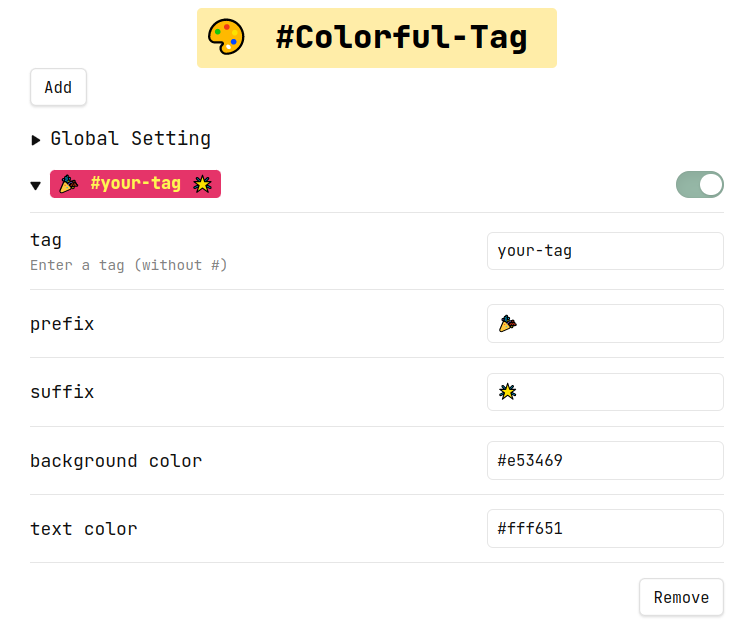 #Colorful-Tag
Add
Global Setting
#your-tag
tag
Enter a tag (without #)
your-tag
prefix
suffix
background color
#e53469
text color
#fff651
Remove